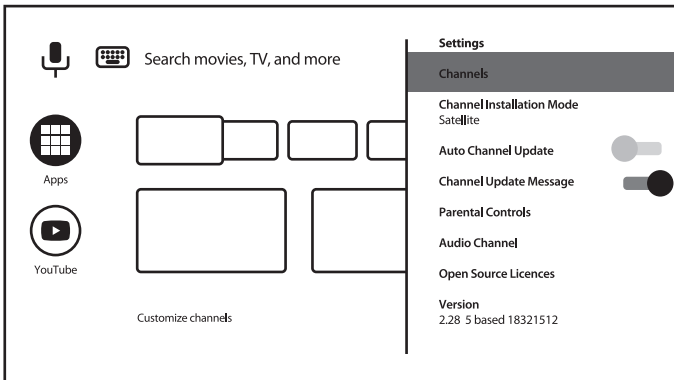 Search movies, TV, and more
Apps
YouTube
Customize channels
Settings
Channels
Channel Installation Mode
Satellite
Auto Channel Update
Channel Update Message
Parental Controls
Audio Channel
Open Source Licences
Version
2.28 5 based 18321512